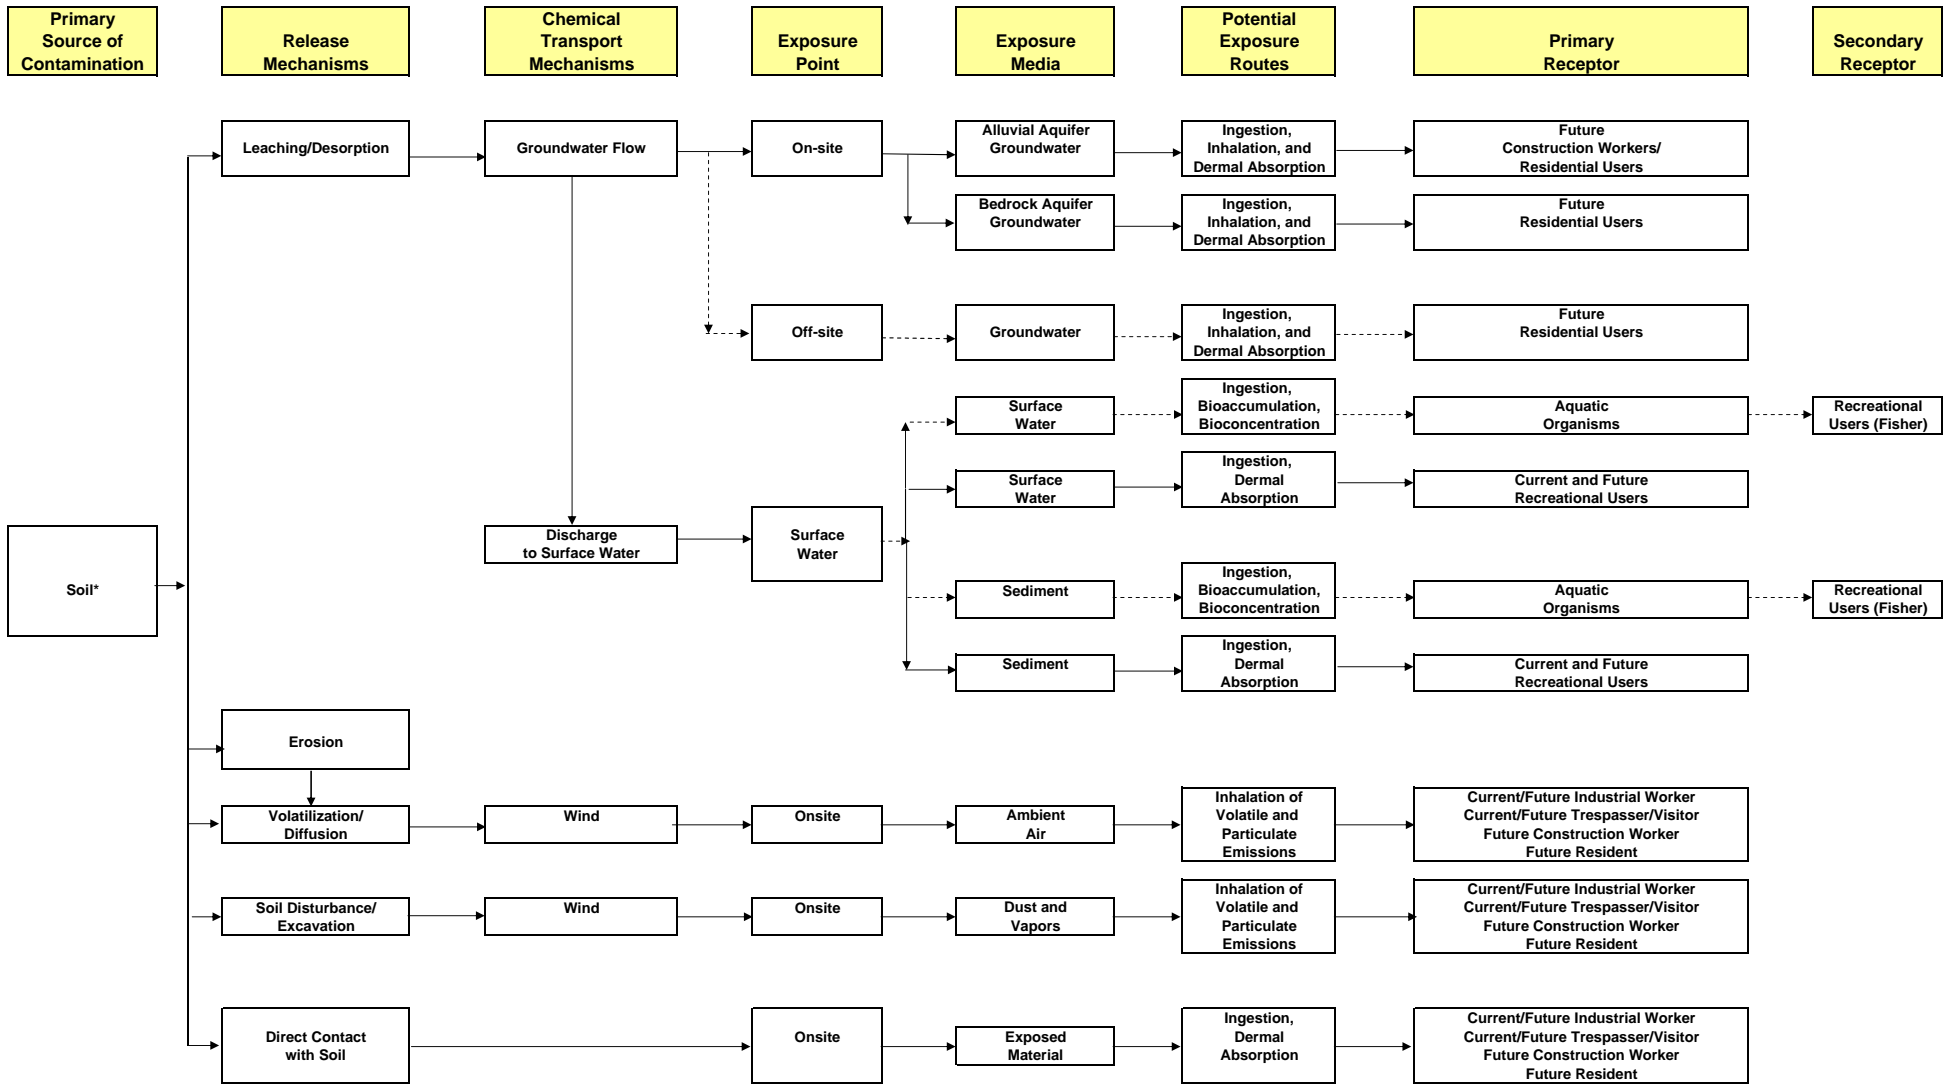 Primary
Source of
Contamination
Release
Mechanisms
Chemical
Transport
Mechanisms
Exposure
Point
Exposure
Media
Potential
Exposure
Routes
Primary
Receptor
Secondary
Receptor
Leaching/Desorption
Groundwater Flow
On-site
Alluvial Aquifer
Groundwater
Ingestion,
Inhalation, and
Dermal Absorption
Future
Construction Workers/
Residential Users
Bedrock Aquifer
Groundwater
Ingestion,
Inhalation, and
Dermal Absorption
Future
Residential Users
Off-site
Groundwater
Ingestion,
Inhalation, and
Dermal Absorption
Future
Residential Users
Surface
Water
Ingestion,
Bioaccumulation,
Bioconcentration
Aquatic
Organisms
Recreational
Users (Fisher)
Surface
Water
Ingestion,
Dermal
Absorption
Current and Future
Recreational Users
Soil*
Discharge
to Surface Water
Surface
Water
Sediment
Ingestion,
Bioaccumulation,
Bioconcentration
Aquatic
Organisms
Recreational
Users (Fisher)
Sediment
Ingestion,
Dermal
Absorption
Current and Future
Recreational Users
Erosion
Volatilization/
Diffusion
Wind
Onsite
Ambient
Air
Inhalation of
Volatile and
Particulate
Emissions
Current/Future Industrial Worker
Current/Future Trespasser/Visitor
Future Construction Worker
Future Resident
Soil Disturbance/
Excavation
Wind
Onsite
Dust and
Vapors
Inhalation of
Volatile and
Particulate
Emissions
Current/Future Industrial Worker
Current/Future Trespasser/Visitor
Future Construction Worker
Future Resident
Direct Contact
with Soil
Onsite
Exposed
Material
Ingestion,
Dermal
Absorption
Current/Future Industrial Worker
Current/Future Trespasser/Visitor
Future Construction Worker
Future Resident